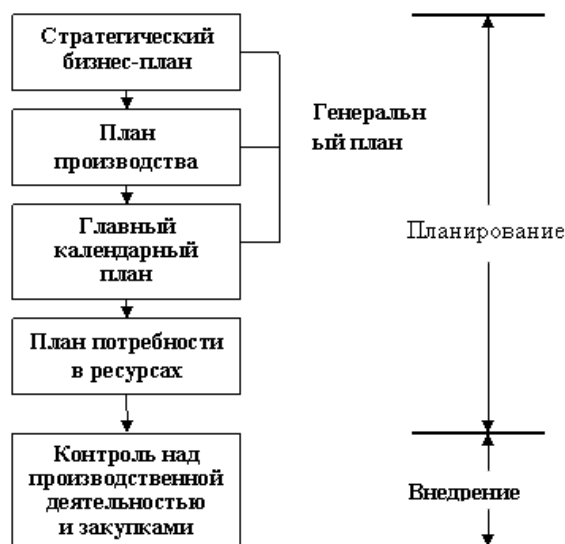 Стратегический
бизнес-план
План
производства
Главный
календарный
план
План потребности
в ресурсах
Контроль над
производственной
деятельностью
и закупками
Генеральн
ый план
Планирование
Внедрение